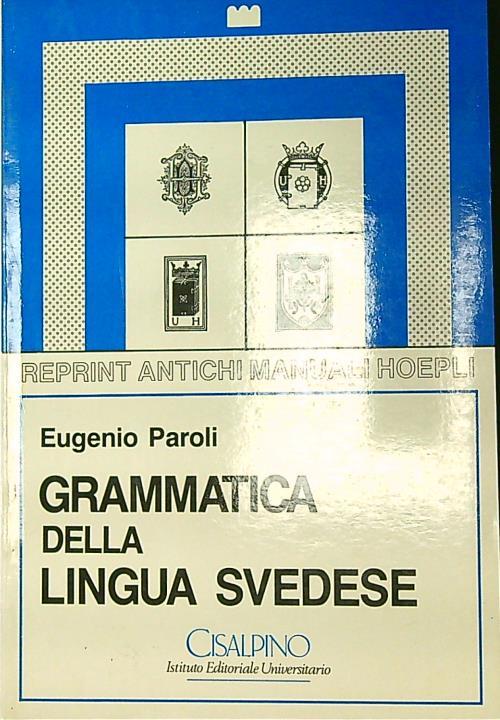 U H
REPRINT ANTICHI MANUALI HOEPLI
Eugenio Paroli
GRAMMATICA
DELLA
LINGUA SVEDESE
CISALPINO
Istituto Editoriale Universitario